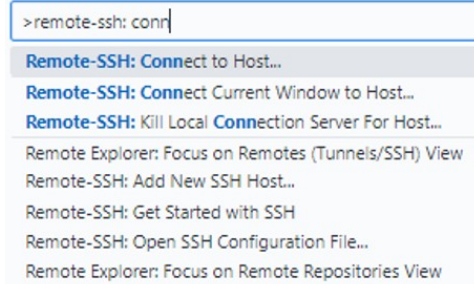 >remote-ssh: conn
Remote-SSH: Connect to Host...
Remote-SSH: Connect Current Window to Host...
Remote-SSH: Kill Local Connection Server For Host...
Remote Explorer: Focus on Remotes (Tunnels/SSH) View
Remote-SSH: Add New SSH Host...
Remote-SSH: Get Started with SSH
Remote-SSH: Open SSH Configuration File...
Remote Explorer: Focus on Remote Repositories View